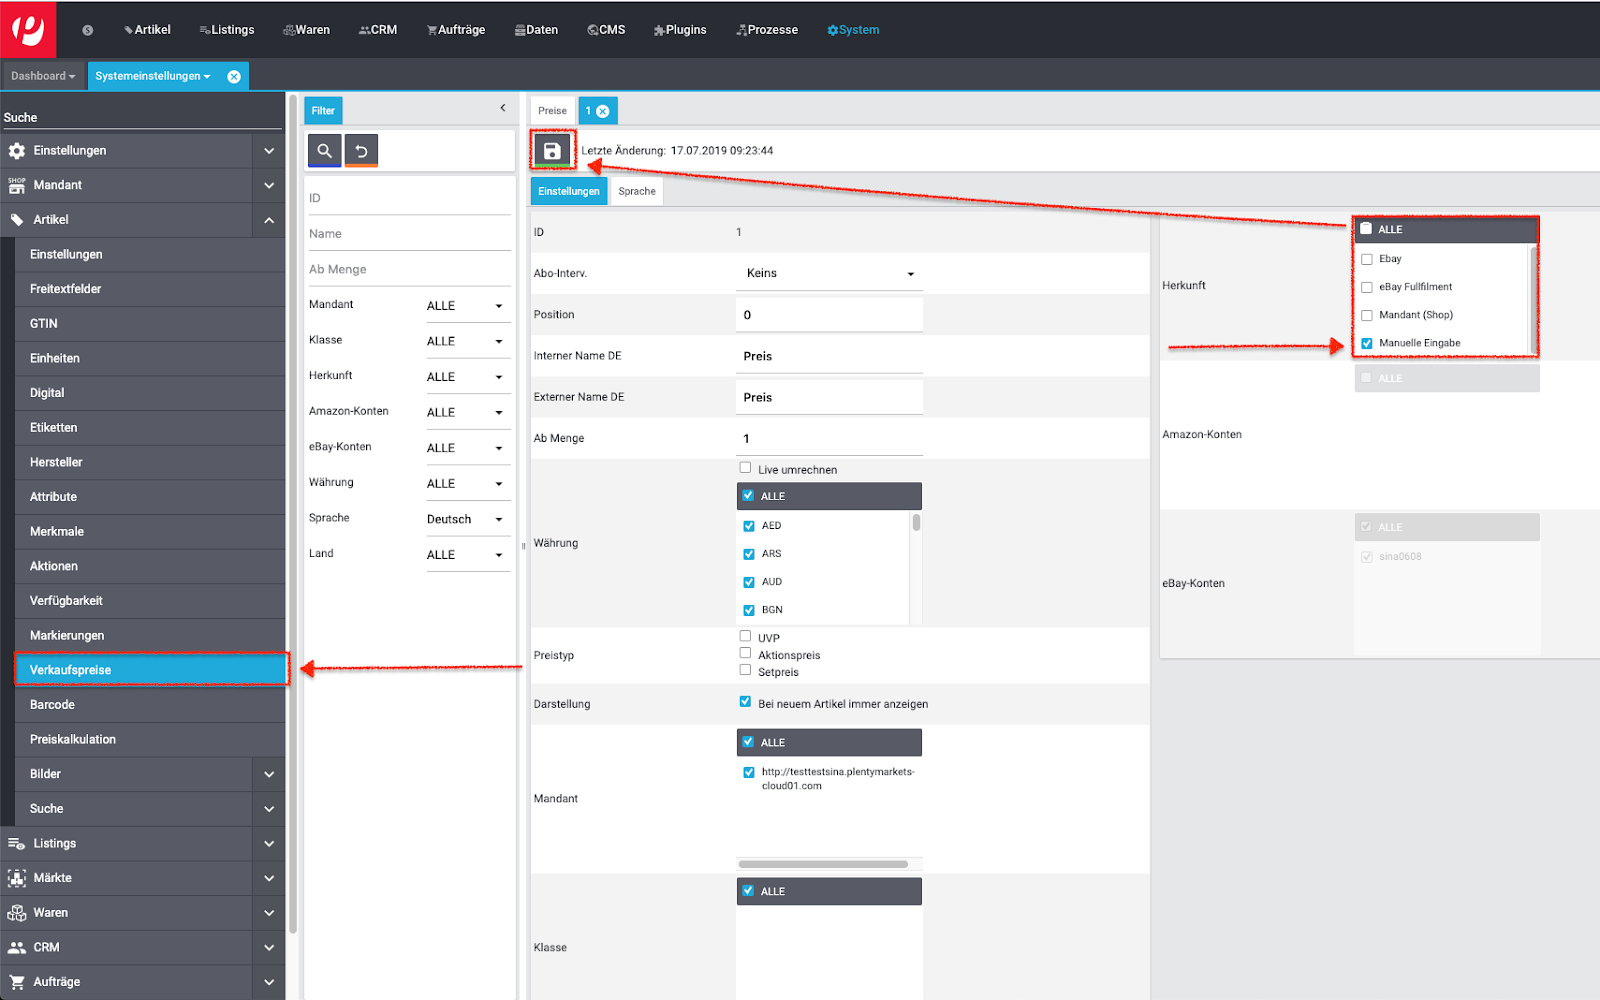 Artikel
Listings
Waren
CRM
Aufträge
Daten
CMS
Plugins
Prozesse
System
Dashboard
Systemeinstellungen
Suche
Einstellungen
SHOP
Mandant
Artikel
Einstellungen
Freitextfelder
GTIN
Einheiten
Digital
Etiketten
Hersteller
Attribute
Merkmale
Aktionen
Verfügbarkeit
Markierungen
Verkaufspreise
Barcode
Preiskalkulation
Bilder
Suche
Listings
Märkte
Waren
CRM
Aufträge
Filter
ID
Name
Ab Menge
Mandant ALLE
Klasse ALLE
Herkunft ALLE
Amazon-Konten ALLE
eBay-Konten ALLE
Währung ALLE
Sprache Deutsch
Land ALLE
Preise
1
Letzte Änderung: 17.07.2019 09:23:44
Einstellungen
Sprache
ID 1
Abo-Interv. Keins
Position 0
Interner Name DE Preis
Externer Name DE Preis
Ab Menge 1
Währung
Live umrechnen
ALLE
AED
ARS
AUD
BGN
Preistyp
UVP
Aktionspreis
Setpreis
Darstellung
Bei neuem Artikel immer anzeigen
Mandant
ALLE
http://testtestsina.plentymarkets-
cloud01.com
Klasse
ALLE
Herkunft
ALLE
Ebay
eBay Fullfilment
Mandant (Shop)
Manuelle Eingabe
Amazon-Konten
ALLE
eBay-Konten
ALLE
sina0608